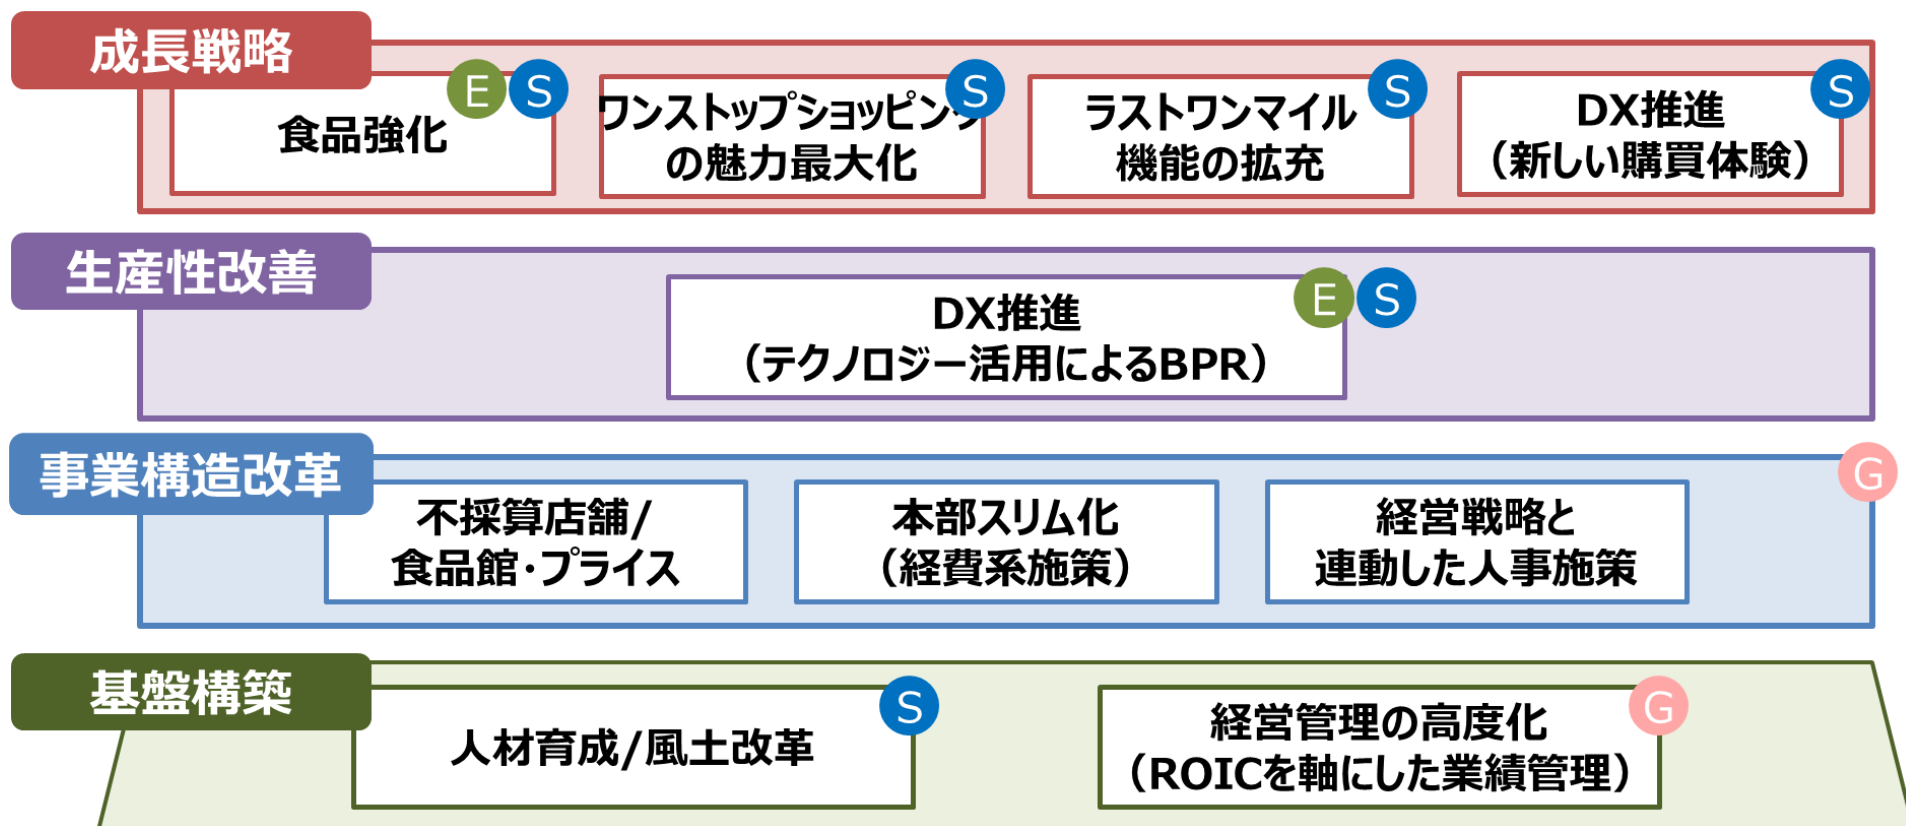 成長戦略
E S
食品強化
S
ワンストップショッピング
の魅力最大化
S
ラストワンマイル
機能の拡充
S
DX推進
（新しい購買体験）
生産性改善
E S
DX推進
（テクノロジー活用によるBPR）
事業構造改革
G
不採算店舗/
食品館・プライス
本部スリム化
（経費系施策）
経営戦略と
連動した人事施策
基盤構築
S
人材育成/風土改革
G
経営管理の高度化
（ROICを軸にした業績管理）